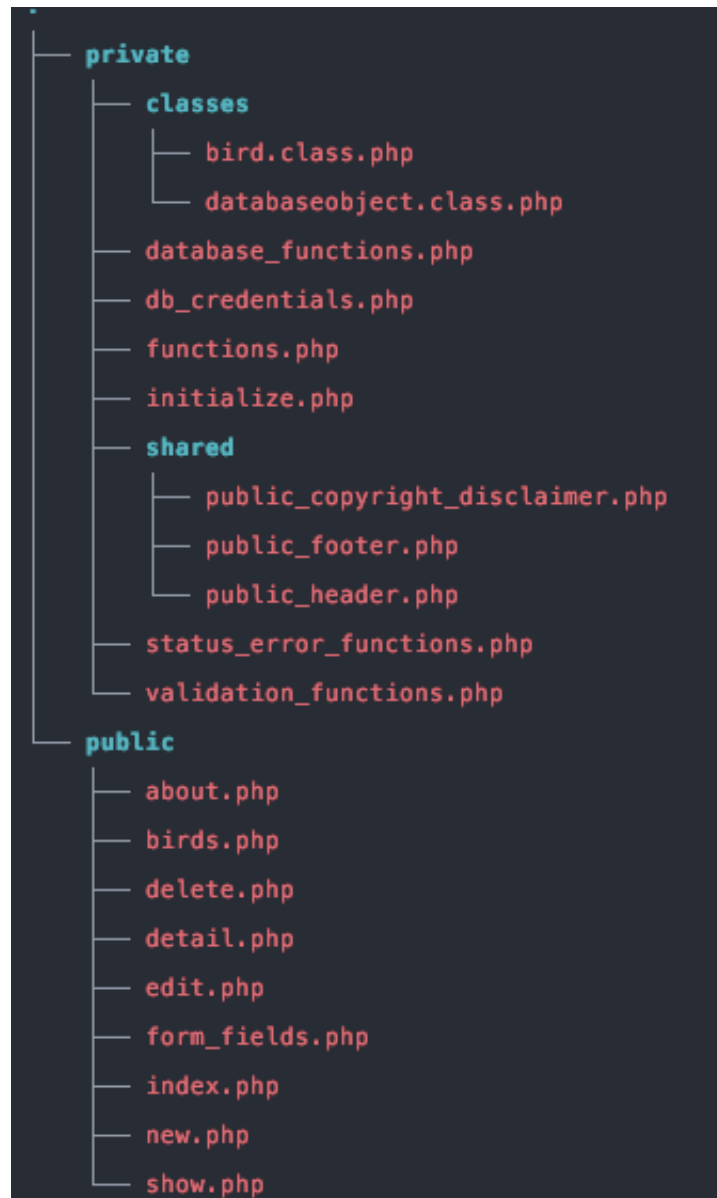 private
classes
bird.class.php
databaseobject.class.php
database_functions.php
db_credentials.php
functions.php
initialize.php
shared
public_copyright_disclaimer.php
public_footer.php
public_header.php
status_error_functions.php
validation_functions.php
public
about.php
birds.php
delete.php
detail.php
edit.php
form_fields.php
index.php
new.php
show.php